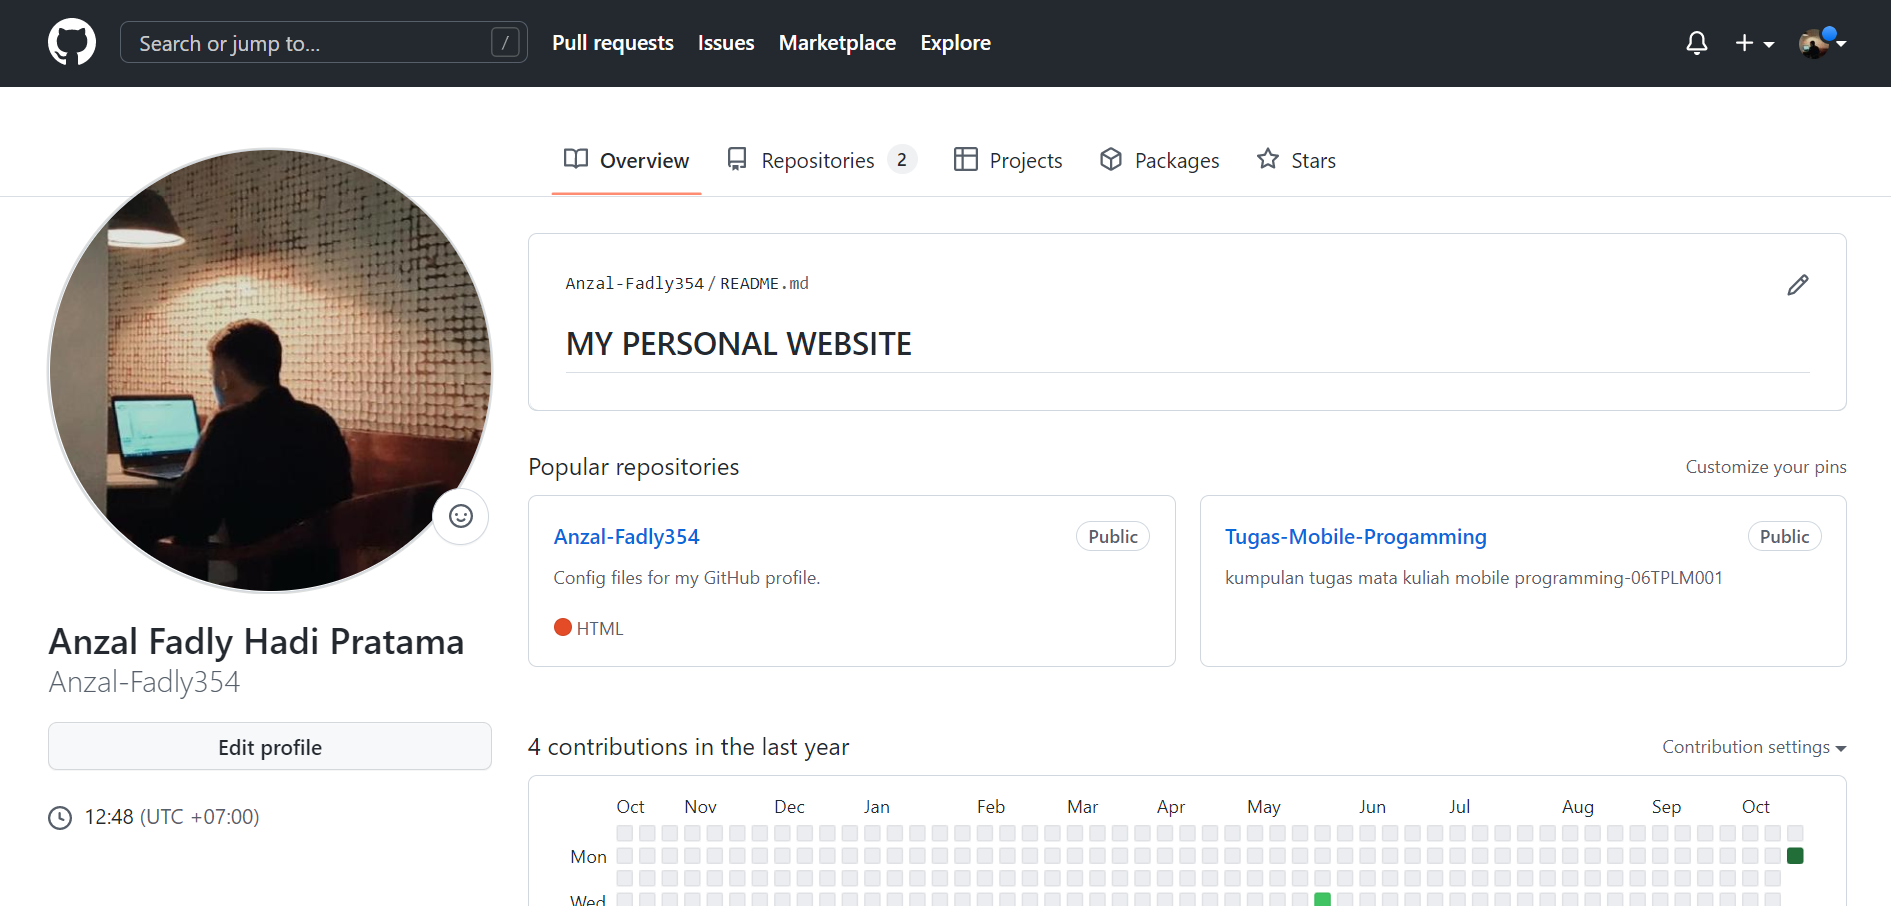 Search or jump to... /
Pull requests Issues Marketplace Explore
Overview Repositories 2 Projects Packages Stars
Anzal-Fadly354 / README.md
MY PERSONAL WEBSITE
Anzal Fadly Hadi Pratama
Anzal-Fadly354
Edit profile
12:48 (UTC +07:00)
Popular repositories
Customize your pins
Anzal-Fadly354 Public
Config files for my GitHub profile.
HTML
Tugas-Mobile-Progamming Public
kumpulan tugas mata kuliah mobile programming-06TPLM001
4 contributions in the last year
Contribution settings
Oct Nov Dec Jan Feb Mar Apr May Jun Jul Aug Sep Oct
Mon
Wed